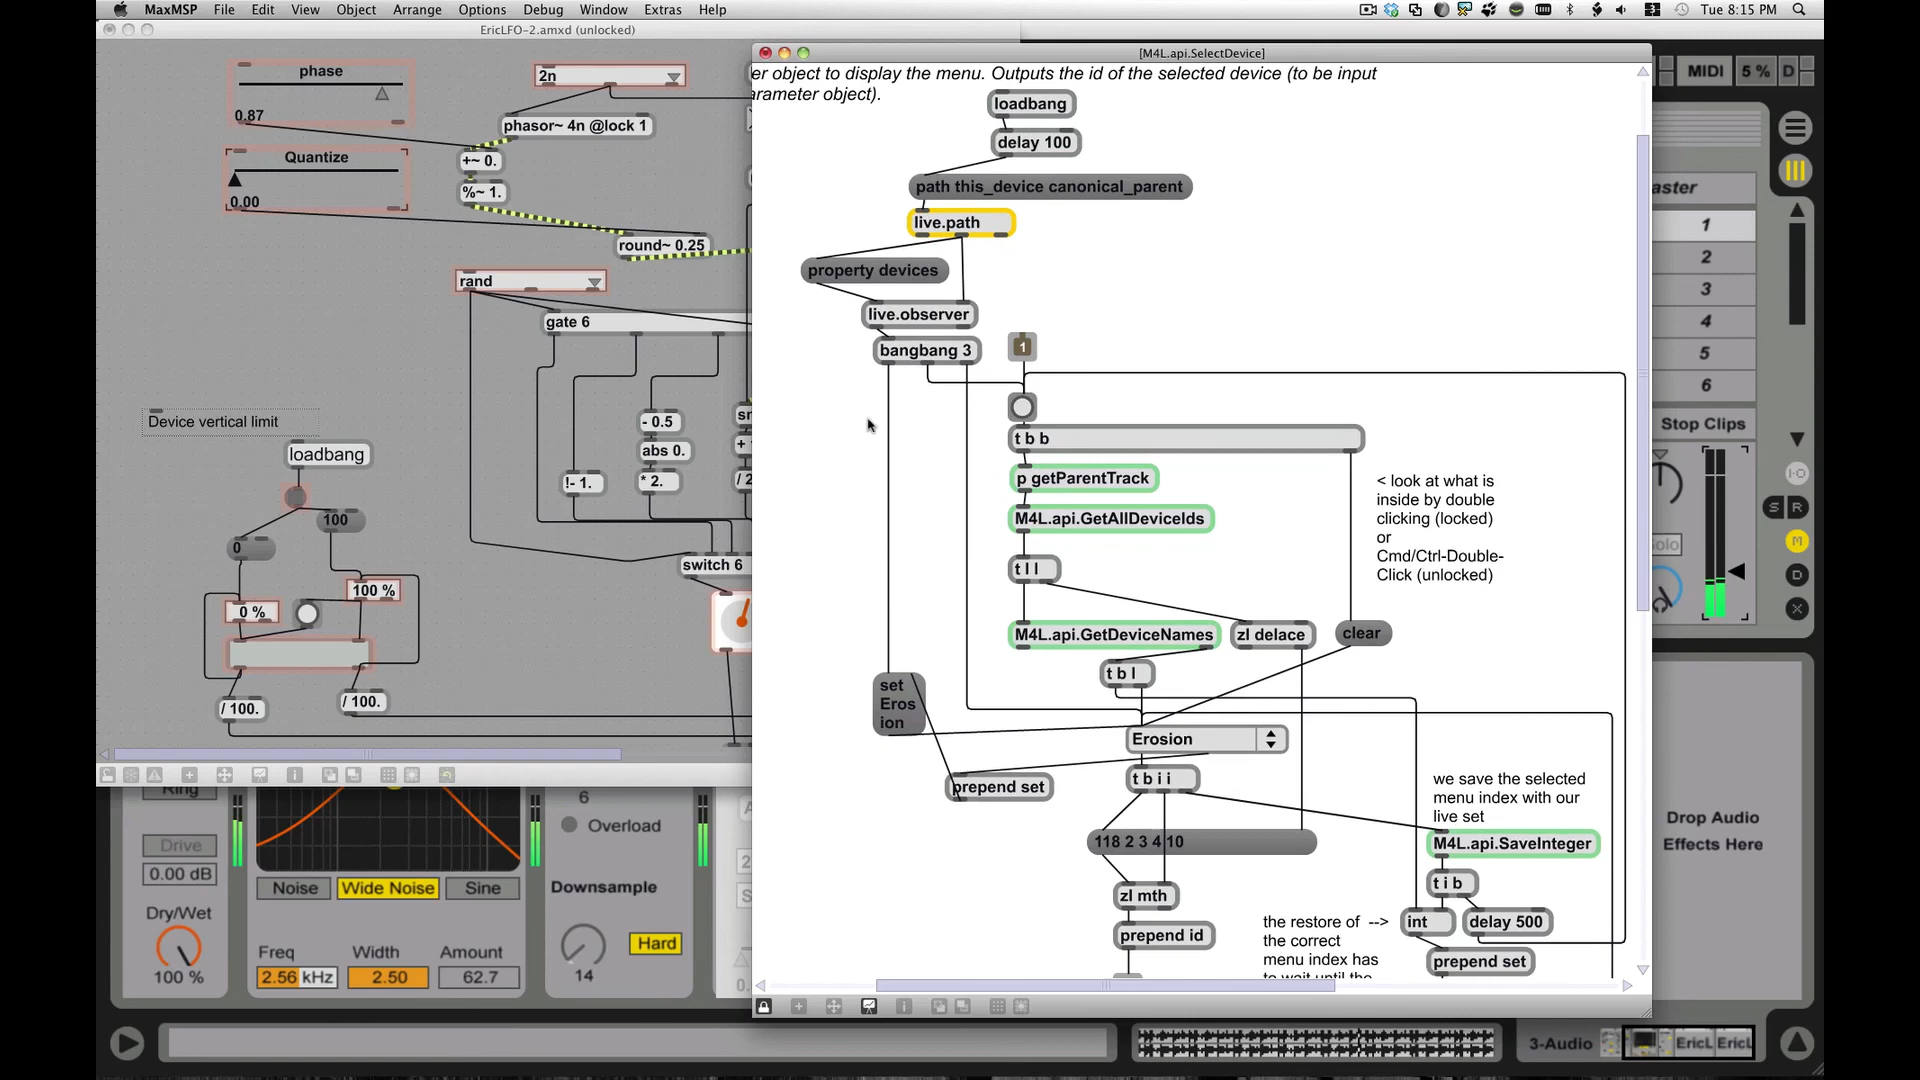 MaxMSP File Edit View Object Arrange Options Debug Window Extras Help
Tue 8:15 PM
EricLFO-2.amxd (unlocked)
phase
0.87
Quantize
0.00
2n
phasor~ 4n @lock 1
+~ 0.
%~ 1.
round~ 0.25
rand
gate 6
Device vertical limit
loadbang
100
0
0 %
100 %
/ 100.
/ 100.
- 0.5
abs 0.
!- 1.
* 2.
switch 6
[M4L.api.SelectDevice]
er object to display the menu. Outputs the id of the selected device (to be input
arameter object).
loadbang
delay 100
path this_device canonical_parent
live.path
property devices
live.observer
bangbang 3
1
t b b
p getParentTrack
M4L.api.GetAllDeviceIds
t l l
M4L.api.GetDeviceNames
zl delace
clear
t b l
< look at what is
inside by double
clicking (locked)
or
Cmd/Ctrl-Double-
Click (unlocked)
set
Eros
ion
Erosion
prepend set
t b i i
118 2 3 4 10
zl mth
prepend id
we save the selected
menu index with our
live set
M4L.api.SaveInteger
t i b
int
delay 500
prepend set
the restore of -->
the correct
menu index has
to wait until the
MIDI
5 %
D
aster
1
2
3
4
5
6
Stop Clips
Solo
S
R
I-O
M
D
X
Ring
Drive
0.00 dB
Dry/Wet
100 %
Noise
Wide Noise
Sine
Freq
Width
Amount
2.56 kHz
2.50
62.7
6
Overload
Downsample
14
Hard
Drop Audio
Effects Here
3-Audio
EricL
EricL